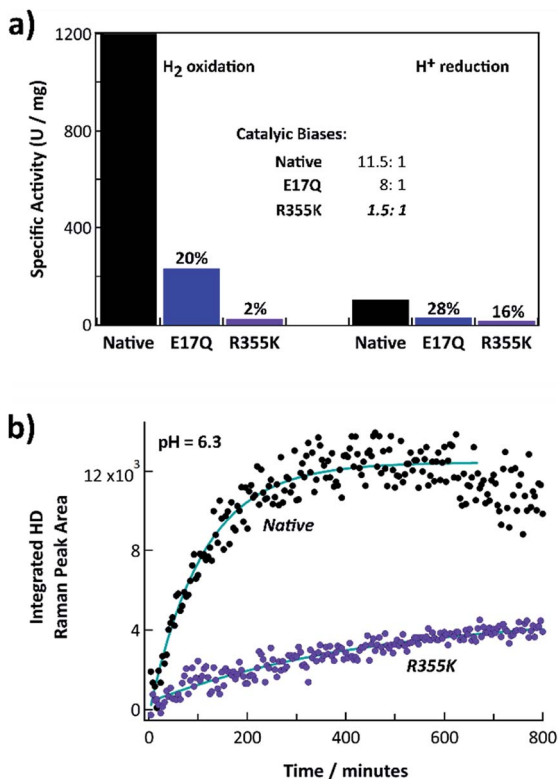 a)
Specific Activity (U / mg)
1200
800
400
0
H2 oxidation
H+ reduction
Catalyic Biases:
Native 11.5: 1
E17Q 8: 1
R355K 1.5: 1
20%
2%
28%
16%
Native E17Q R355K Native E17Q R355K
b)
Integrated HD
Raman Peak Area
pH = 6.3
12 x10³
8
4
0
Native
R355K
0 200 400 600 800
Time / minutes